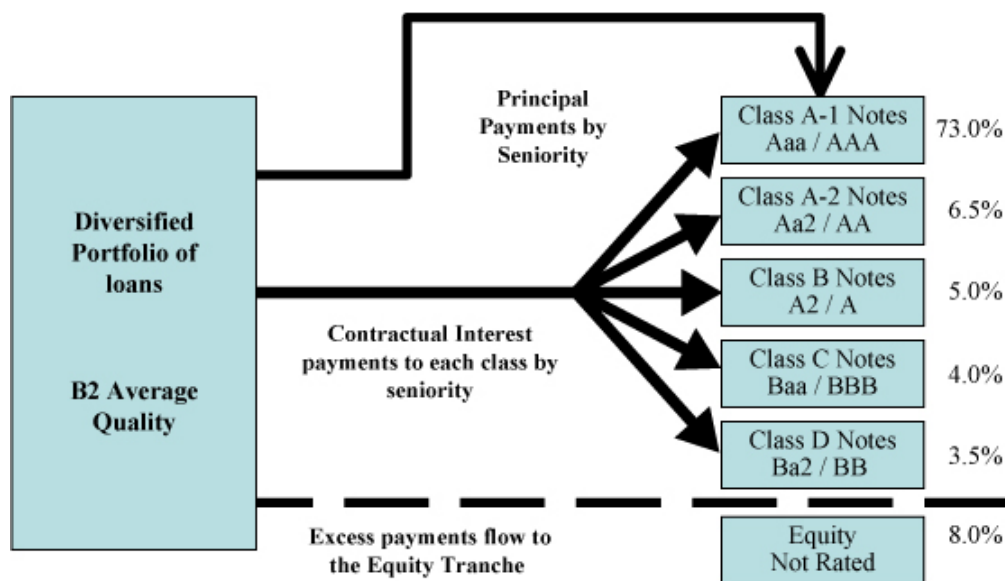 Principal
Payments by
Seniority
Diversified
Portfolio of
loans
B2 Average
Quality
Contractual Interest
payments to each class by
seniority
Class A-1 Notes
Aaa / AAA
73.0%
Class A-2 Notes
Aa2 / AA
6.5%
Class B Notes
A2 / A
5.0%
Class C Notes
Baa / BBB
4.0%
Class D Notes
Ba2 / BB
3.5%
Excess payments flow to
the Equity Tranche
Equity
Not Rated
8.0%